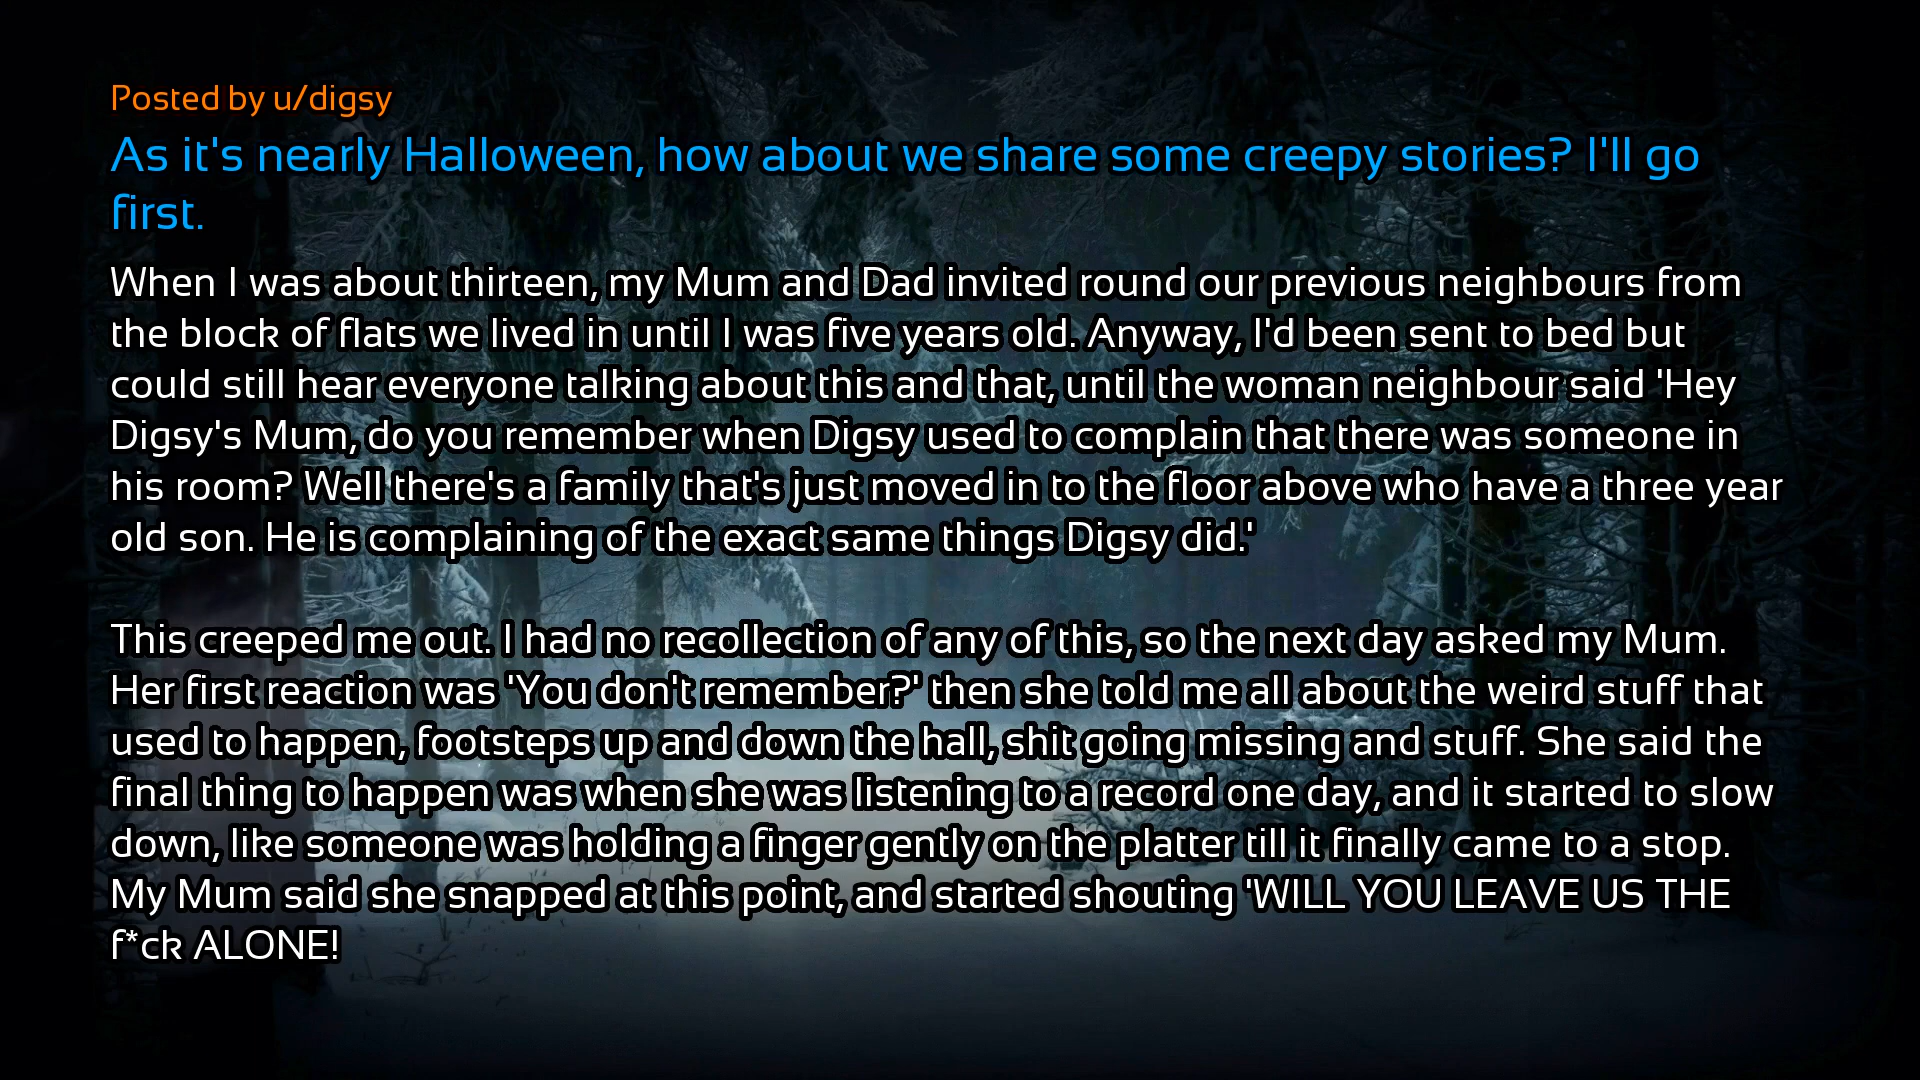 Posted by u/digsy
As it's nearly Halloween, how about we share some creepy stories? I'll go
first.
When I was about thirteen, my Mum and Dad invited round our previous neighbours from
the block of flats we lived in until I was five years old. Anyway, I'd been sent to bed but
could still hear everyone talking about this and that, until the woman neighbour said 'Hey
Digsy's Mum, do you remember when Digsy used to complain that there was someone in
his room? Well there's a family that's just moved in to the floor above who have a three year
old son. He is complaining of the exact same things Digsy did.'
This creeped me out. I had no recollection of any of this, so the next day asked my Mum.
Her first reaction was 'You don't remember?' then she told me all about the weird stuff that
used to happen, footsteps up and down the hall, shit going missing and stuff. She said the
final thing to happen was when she was listening to a record one day, and it started to slow
down, like someone was holding a finger gently on the platter till it finally came to a stop.
My Mum said she snapped at this point, and started shouting 'WILL YOU LEAVE US THE
f*ck ALONE!